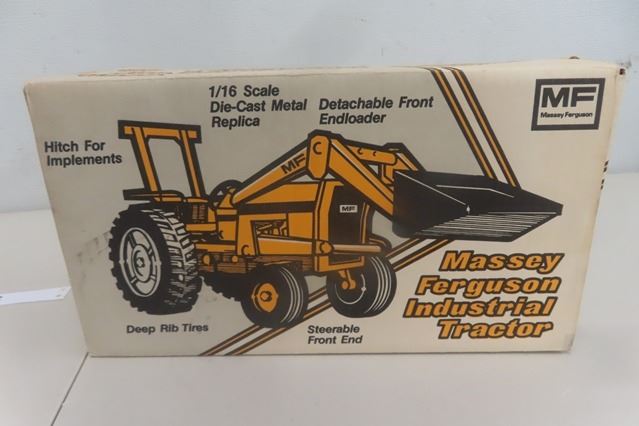 1/16 Scale
Die-Cast Metal
Replica
Detachable Front
Endloader
MF
Massey Ferguson
Hitch For
Implements
MF
MF
Deep Rib Tires
Steerable
Front End
Massey
Ferguson
Industrial
Tractor